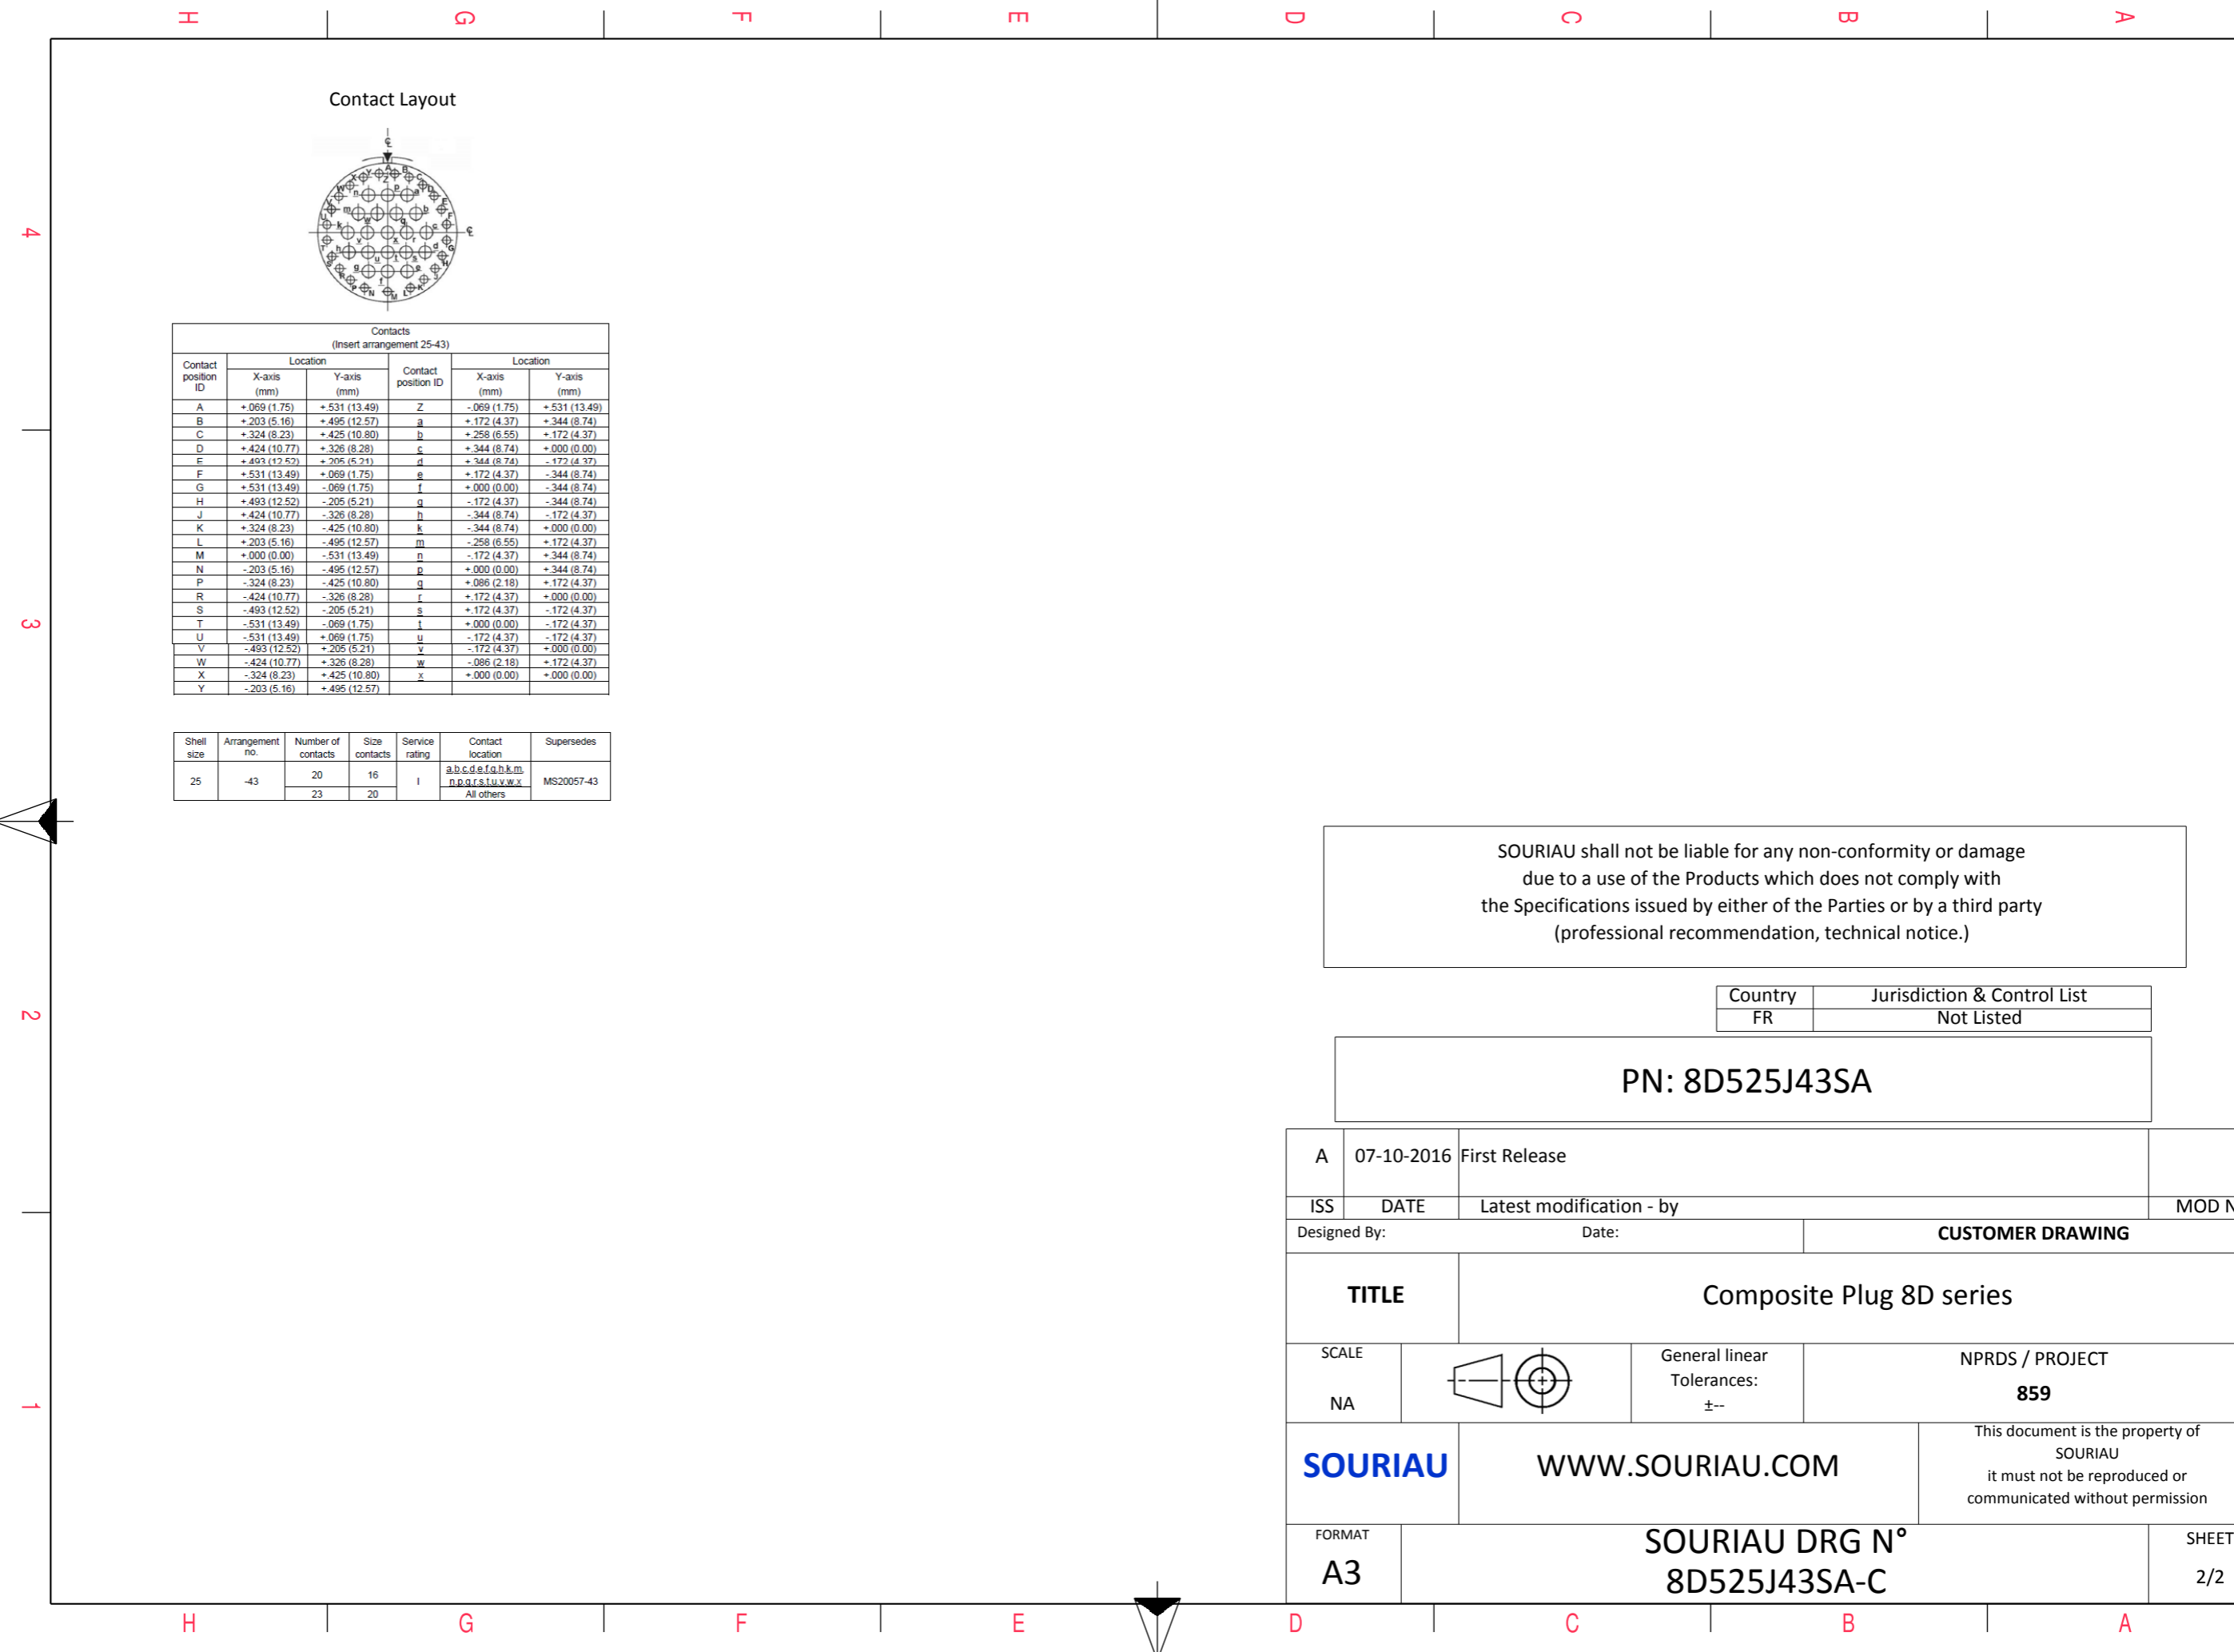 H G F E D C B A
Contact Layout
4
3
2
1
Contacts
(Insert arrangement 25-43)
Contact position ID | Location | Contact position ID | Location
X-axis (mm) | Y-axis (mm) | X-axis (mm) | Y-axis (mm)
A +.069 (1.75) +.531 (13.49) Z -.069 (1.75) +.531 (13.49)
B +.203 (5.16) +.495 (12.57) a +.172 (4.37) +.344 (8.74)
C +.324 (8.23) +.425 (10.80) b +.258 (6.55) +.172 (4.37)
D +.424 (10.77) +.326 (8.28) c +.344 (8.74) +.000 (0.00)
E +.493 (12.52) +.205 (5.21) d +.344 (8.74) -.172 (4.37)
F +.531 (13.49) +.069 (1.75) e +.172 (4.37) -.344 (8.74)
G +.531 (13.49) -.069 (1.75) f +.000 (0.00) -.344 (8.74)
H +.493 (12.52) -.205 (5.21) g -.172 (4.37) -.344 (8.74)
J +.424 (10.77) -.326 (8.28) h -.344 (8.74) -.172 (4.37)
K +.324 (8.23) -.425 (10.80) k -.344 (8.74) +.000 (0.00)
L +.203 (5.16) -.495 (12.57) m -.258 (6.55) +.172 (4.37)
M +.000 (0.00) -.531 (13.49) n -.172 (4.37) +.344 (8.74)
N -.203 (5.16) -.495 (12.57) p +.000 (0.00) +.344 (8.74)
P -.324 (8.23) -.425 (10.80) q +.086 (2.18) +.172 (4.37)
R -.424 (10.77) -.326 (8.28) r +.172 (4.37) +.000 (0.00)
S -.493 (12.52) -.205 (5.21) s +.172 (4.37) -.172 (4.37)
T -.531 (13.49) -.069 (1.75) t +.000 (0.00) -.172 (4.37)
U -.531 (13.49) +.069 (1.75) u -.172 (4.37) -.172 (4.37)
V -.493 (12.52) +.205 (5.21) v -.172 (4.37) +.000 (0.00)
W -.424 (10.77) +.326 (8.28) w -.086 (2.18) +.172 (4.37)
X -.324 (8.23) +.425 (10.80) x +.000 (0.00) +.000 (0.00)
Y -.203 (5.16) +.495 (12.57)
Shell size | Arrangement no. | Number of contacts | Size contacts | Service rating | Contact location | Supersedes
25 -43 20 16 I a,b,c,d,e,f,g,h,k,m, n,p,q,r,s,t,u,v,w,x MS20057-43
23 20 All others
SOURIAU shall not be liable for any non-conformity or damage
due to a use of the Products which does not comply with
the Specifications issued by either of the Parties or by a third party
(professional recommendation, technical notice.)
Country Jurisdiction & Control List
FR Not Listed
PN: 8D525J43SA
A 07-10-2016 First Release
ISS DATE Latest modification - by MOD N
Designed By: Date: CUSTOMER DRAWING
TITLE Composite Plug 8D series
SCALE
NA
General linear
Tolerances:
±--
NPRDS / PROJECT
859
SOURIAU WWW.SOURIAU.COM
This document is the property of
SOURIAU
it must not be reproduced or
communicated without permission
FORMAT
A3
SOURIAU DRG N°
8D525J43SA-C
SHEET
2/2
H G F E D C B A